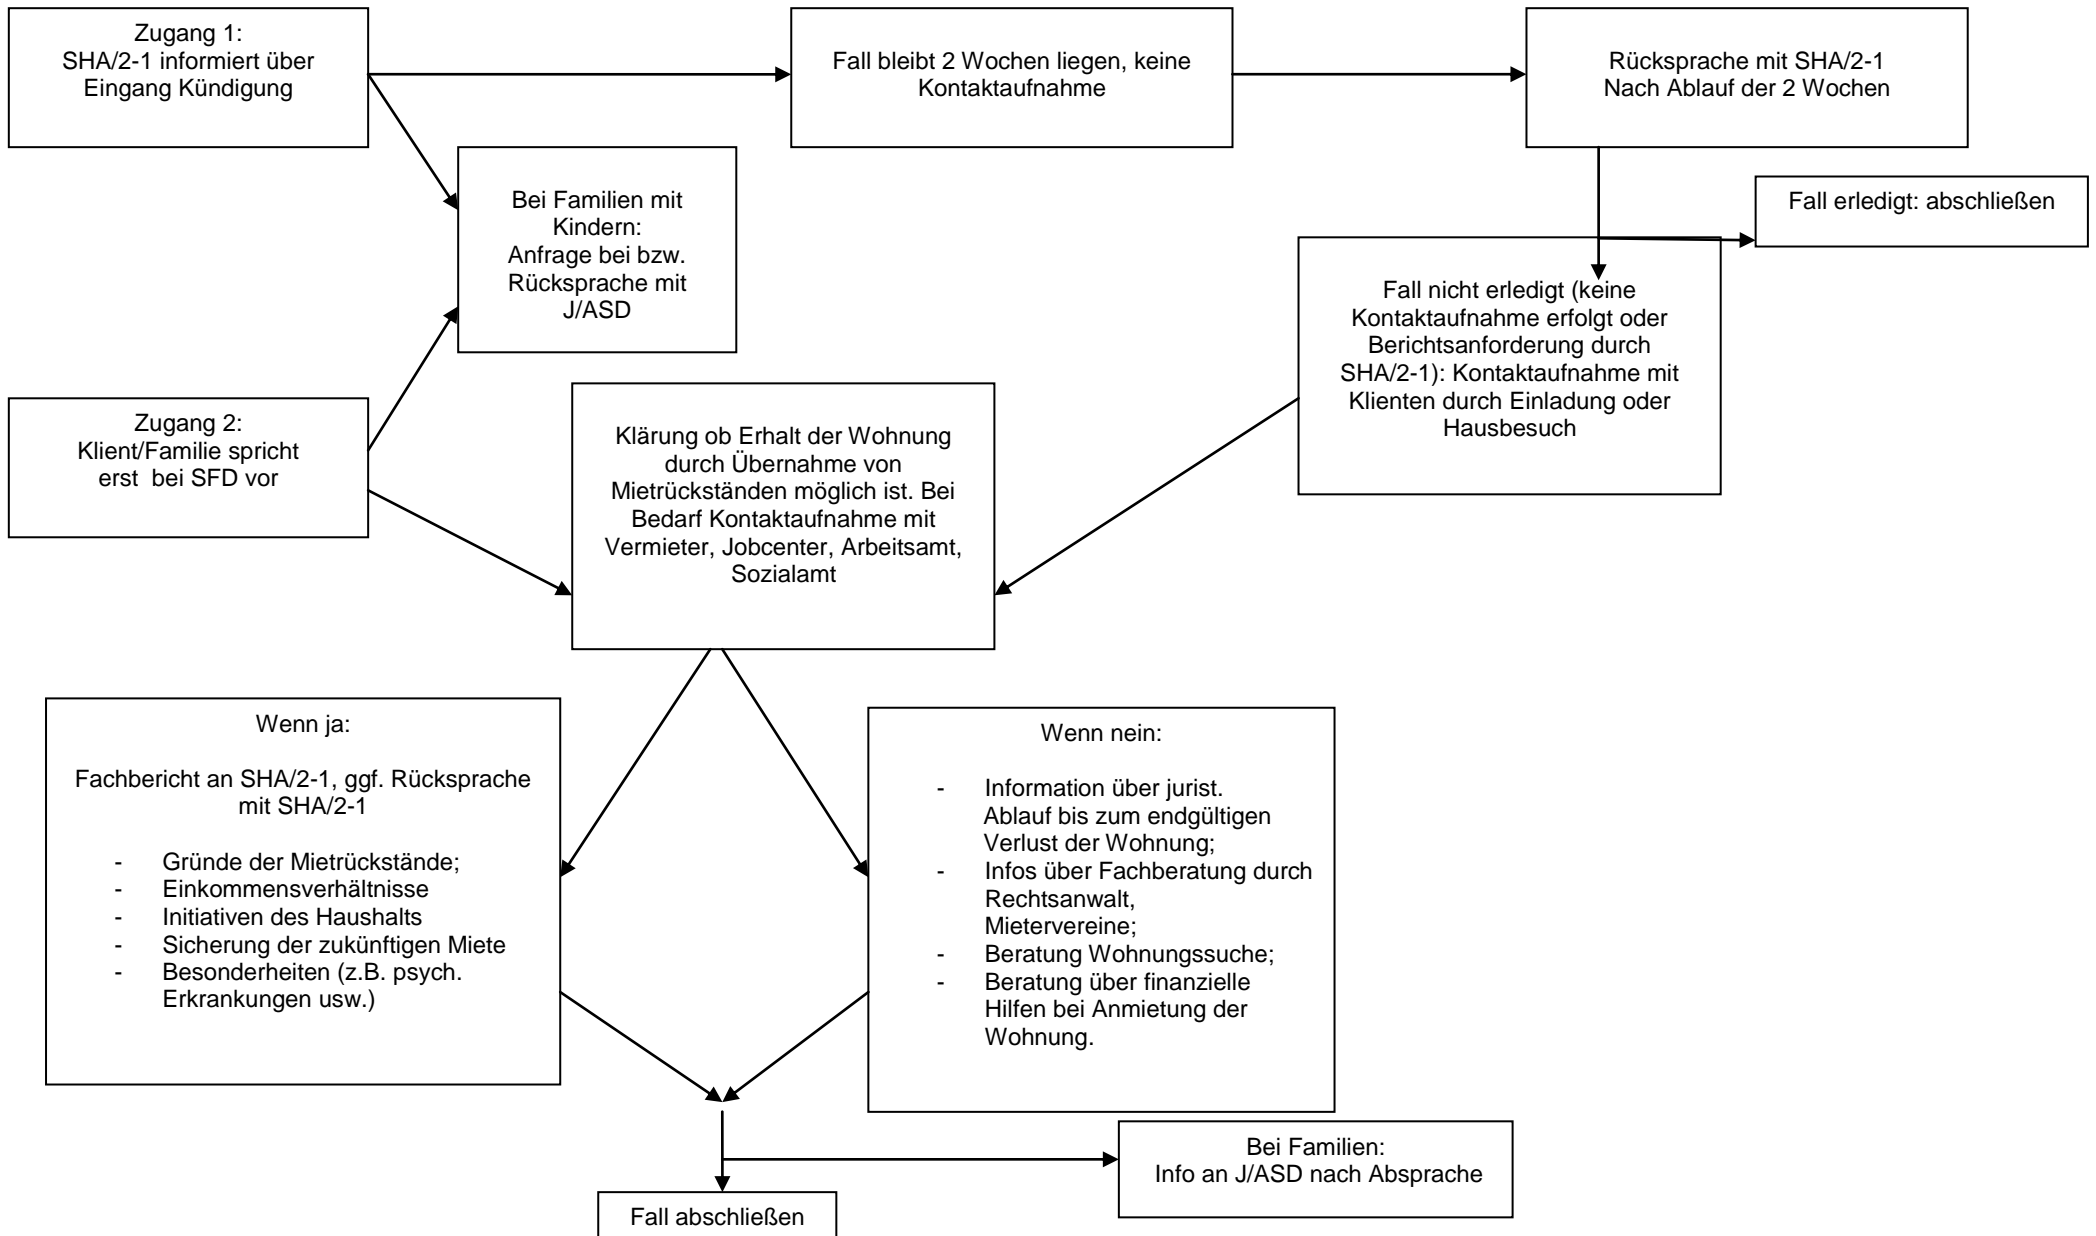 Zugang 1:
SHA/2-1 informiert über
Eingang Kündigung
Fall bleibt 2 Wochen liegen, keine
Kontaktaufnahme
Rücksprache mit SHA/2-1
Nach Ablauf der 2 Wochen
Bei Familien mit
Kindern:
Anfrage bei bzw.
Rücksprache mit
J/ASD
Fall erledigt: abschließen
Fall nicht erledigt (keine
Kontaktaufnahme erfolgt oder
Berichtsanforderung durch
SHA/2-1): Kontaktaufnahme mit
Klienten durch Einladung oder
Hausbesuch
Zugang 2:
Klient/Familie spricht
erst bei SFD vor
Klärung ob Erhalt der Wohnung
durch Übernahme von
Mietrückständen möglich ist. Bei
Bedarf Kontaktaufnahme mit
Vermieter, Jobcenter, Arbeitsamt,
Sozialamt
Wenn ja:
Fachbericht an SHA/2-1, ggf. Rücksprache
mit SHA/2-1
- Gründe der Mietrückstände;
- Einkommensverhältnisse
- Initiativen des Haushalts
- Sicherung der zukünftigen Miete
- Besonderheiten (z.B. psych.
Erkrankungen usw.)
Wenn nein:
- Information über jurist.
Ablauf bis zum endgültigen
Verlust der Wohnung;
- Infos über Fachberatung durch
Rechtsanwalt,
Mietervereine;
- Beratung Wohnungssuche;
- Beratung über finanzielle
Hilfen bei Anmietung der
Wohnung.
Bei Familien:
Info an J/ASD nach Absprache
Fall abschließen